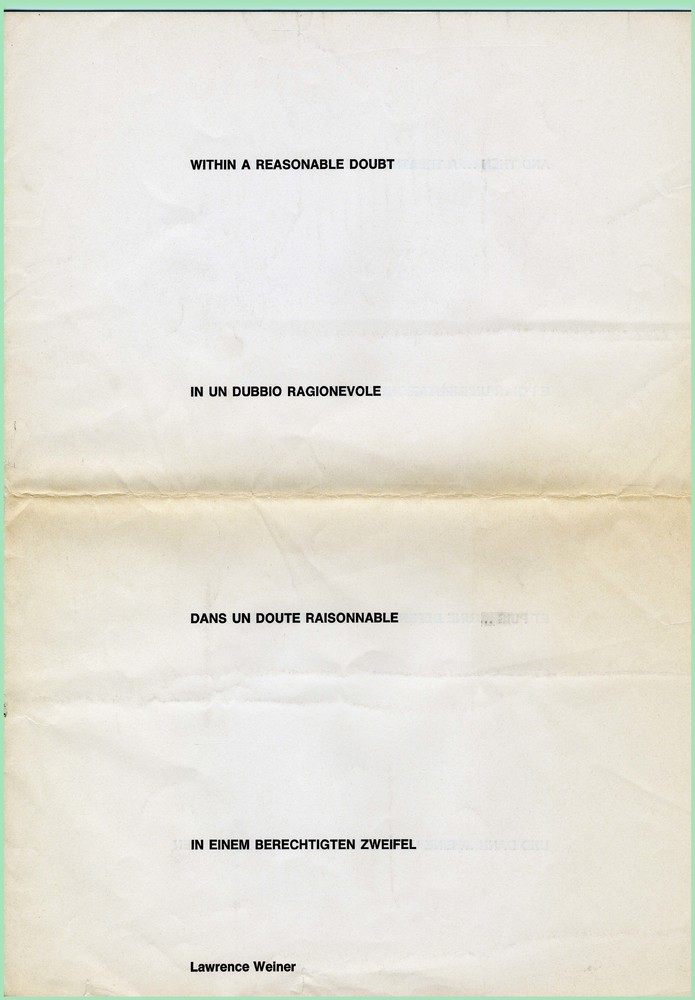 WITHIN A REASONABLE DOUBT
IN UN DUBBIO RAGIONEVOLE
DANS UN DOUTE RAISONNABLE
IN EINEM BERECHTIGTEN ZWEIFEL
Lawrence Weiner